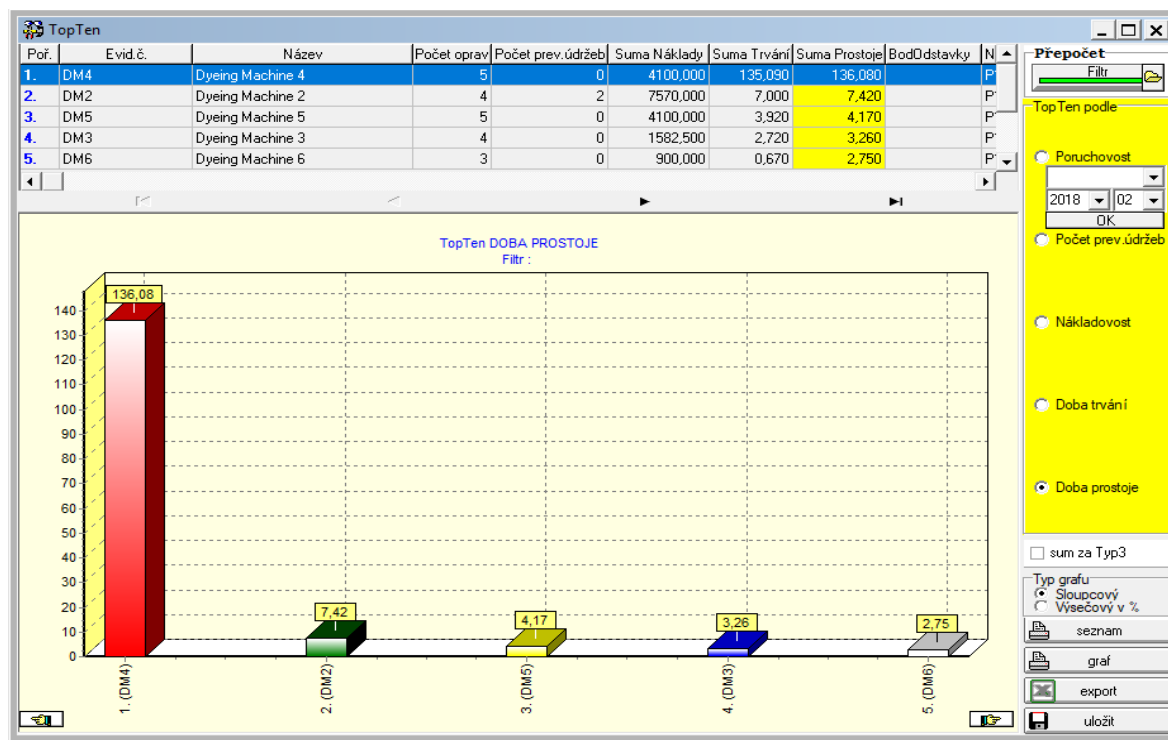 TopTen
Poř. Evid.č. Název Počet oprav Počet prev.údržeb Suma Náklady Suma Trvání Suma Prostoje BodOdstavky N
1. DM4 Dyeing Machine 4 5 0 4100,000 135,090 136,080 P
2. DM2 Dyeing Machine 2 4 2 7570,000 7,000 7,420 P
3. DM5 Dyeing Machine 5 5 0 4100,000 3,920 4,170 P
4. DM3 Dyeing Machine 3 4 0 1582,500 2,720 3,260 P
5. DM6 Dyeing Machine 6 3 0 900,000 0,670 2,750 P
TopTen DOBA PROSTOJE
Filtr :
140
130
120
110
100
90
80
70
60
50
40
30
20
10
0
136,08
7,42
4,17
3,26
2,75
1. (DM4)
2. (DM2)
3. (DM5)
4. (DM3)
5. (DM6)
Přepočet
Filtr
TopTen podle
Poruchovost
2018 02
OK
Počet prev.údržeb
Nákladovost
Doba trvání
Doba prostoje
sum za Typ3
Typ grafu
Sloupcový
Výsečový v %
seznam
graf
export
uložit